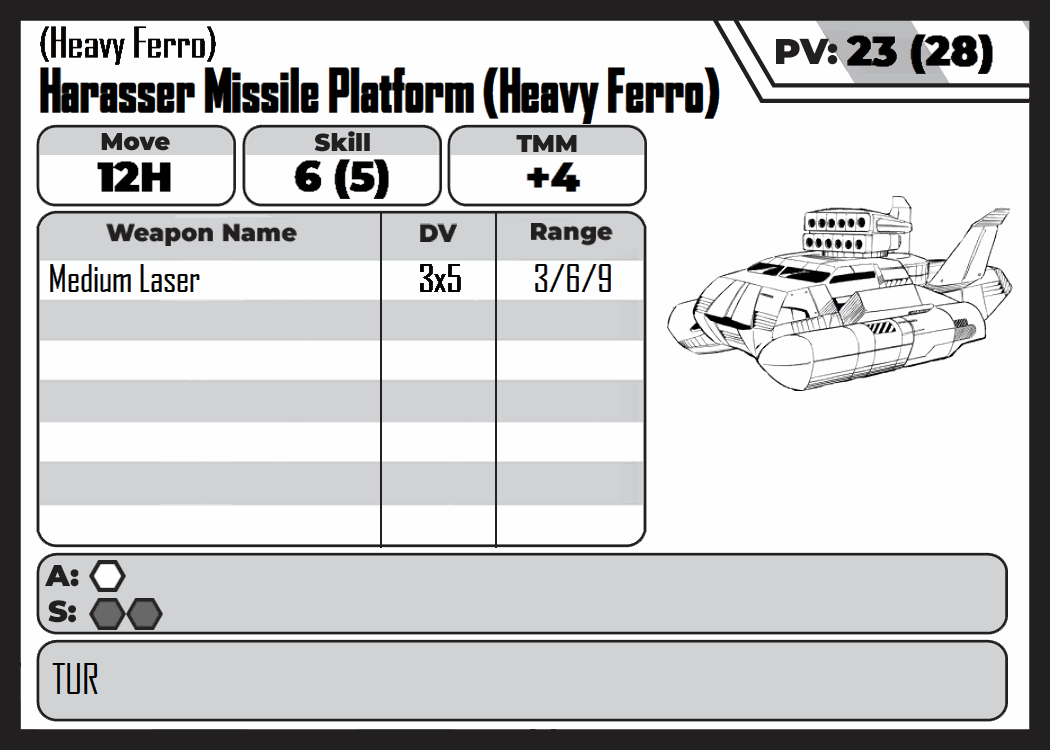 (Heavy Ferro)
Harasser Missile Platform (Heavy Ferro)
PV: 23 (28)
Move Skill TMM
12H 6 (5) +4
Weapon Name DV Range
Medium Laser 3x5 3/6/9
A:
S:
TUR